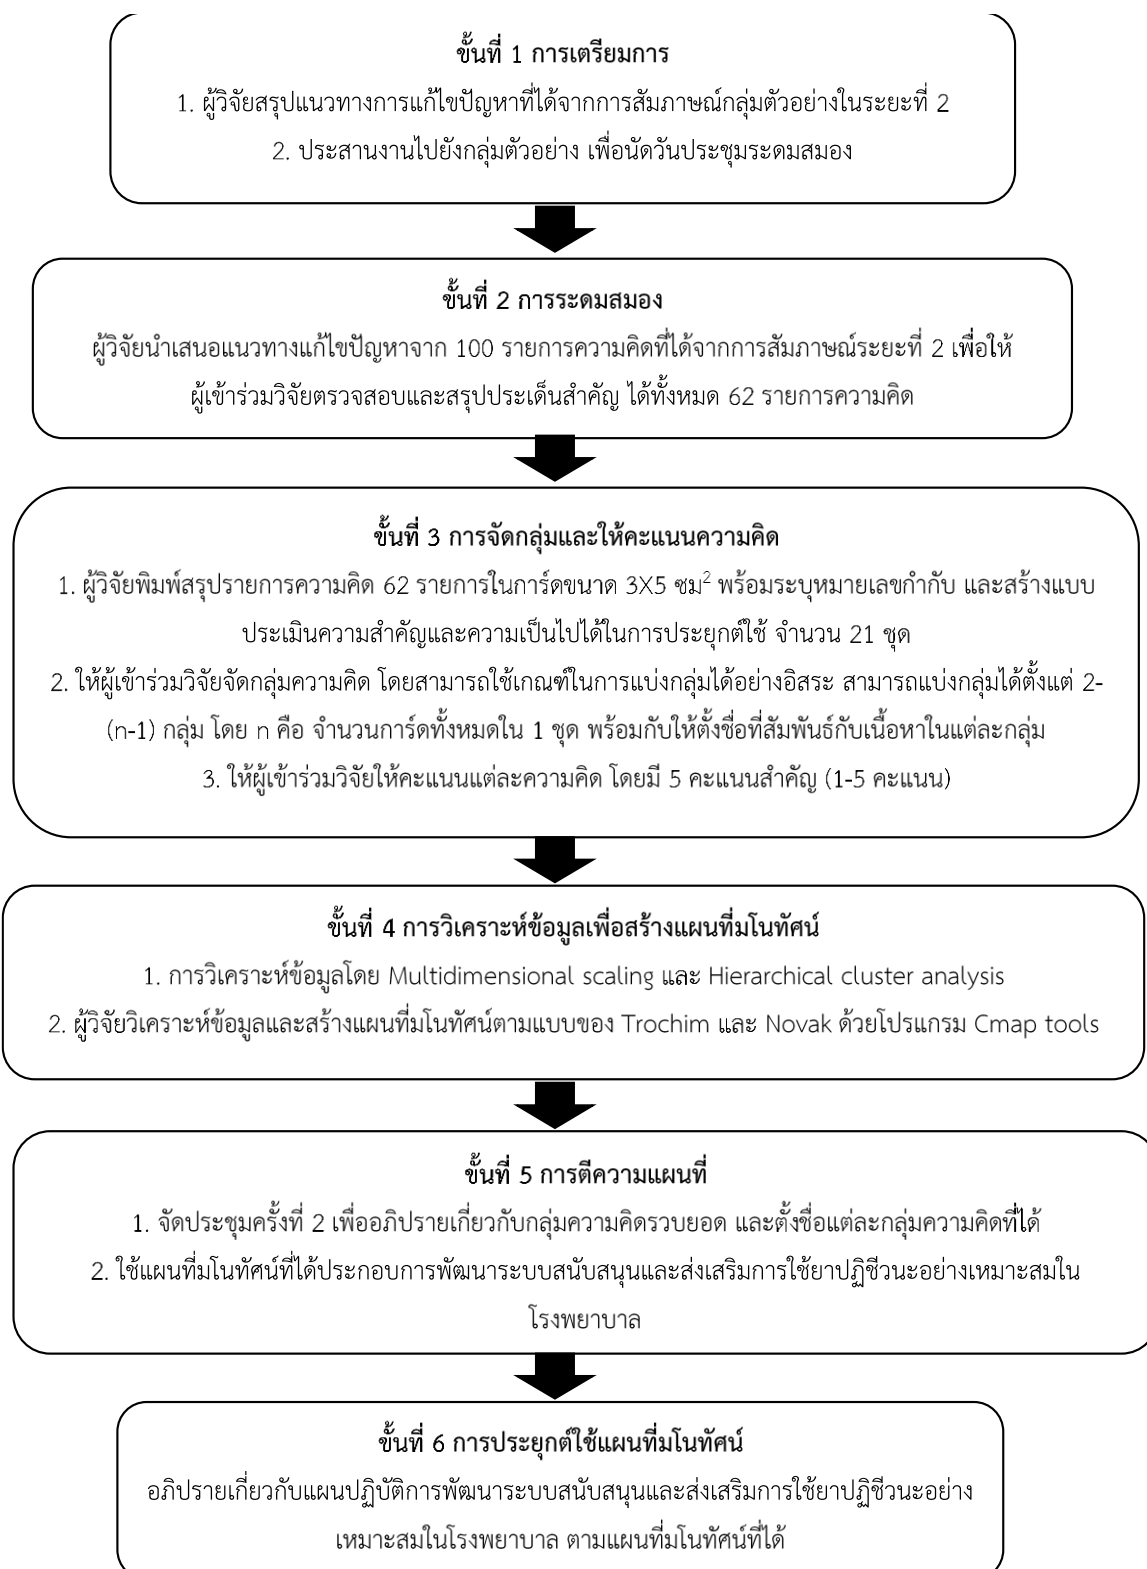 ขั้นที่ 1 การเตรียมการ
1. ผู้วิจัยสรุปแนวทางการแก้ไขปัญหาที่ได้จากการสัมภาษณ์กลุ่มตัวอย่างในระยะที่ 2
2. ประสานงานไปยังกลุ่มตัวอย่าง เพื่อนัดวันประชุมระดมสมอง
ขั้นที่ 2 การระดมสมอง
ผู้วิจัยนำเสนอแนวทางแก้ไขปัญหาจาก 100 รายการความคิดที่ได้จากการสัมภาษณ์ระยะที่ 2 เพื่อให้
ผู้เข้าร่วมวิจัยตรวจสอบและสรุปประเด็นสำคัญ ได้ทั้งหมด 62 รายการความคิด
ขั้นที่ 3 การจัดกลุ่มและให้คะแนนความคิด
1. ผู้วิจัยพิมพ์สรุปรายการความคิด 62 รายการในการ์ดขนาด 3X5 ซม² พร้อมระบุหมายเลขกำกับ และสร้างแบบ
ประเมินความสำคัญและความเป็นไปได้ในการประยุกต์ใช้ จำนวน 21 ชุด
2. ให้ผู้เข้าร่วมวิจัยจัดกลุ่มความคิด โดยสามารถใช้เกณฑ์ในการแบ่งกลุ่มได้อย่างอิสระ สามารถแบ่งกลุ่มได้ตั้งแต่ 2-
(n-1) กลุ่ม โดย n คือ จำนวนการ์ดทั้งหมดใน 1 ชุด พร้อมกับให้ตั้งชื่อที่สัมพันธ์กับเนื้อหาในแต่ละกลุ่ม
3. ให้ผู้เข้าร่วมวิจัยให้คะแนนแต่ละความคิด โดยมี 5 คะแนนสำคัญ (1-5 คะแนน)
ขั้นที่ 4 การวิเคราะห์ข้อมูลเพื่อสร้างแผนที่มโนทัศน์
1. การวิเคราะห์ข้อมูลโดย Multidimensional scaling และ Hierarchical cluster analysis
2. ผู้วิจัยวิเคราะห์ข้อมูลและสร้างแผนที่มโนทัศน์ตามแบบของ Trochim และ Novak ด้วยโปรแกรม Cmap tools
ขั้นที่ 5 การตีความแผนที่
1. จัดประชุมครั้งที่ 2 เพื่ออภิปรายเกี่ยวกับกลุ่มความคิดรวบยอด และตั้งชื่อแต่ละกลุ่มความคิดที่ได้
2. ใช้แผนที่มโนทัศน์ที่ได้ประกอบการพัฒนาระบบสนับสนุนและส่งเสริมการใช้ยาปฏิชีวนะอย่างเหมาะสมใน
โรงพยาบาล
ขั้นที่ 6 การประยุกต์ใช้แผนที่มโนทัศน์
อภิปรายเกี่ยวกับแผนปฏิบัติการพัฒนาระบบสนับสนุนและส่งเสริมการใช้ยาปฏิชีวนะอย่าง
เหมาะสมในโรงพยาบาล ตามแผนที่มโนทัศน์ที่ได้